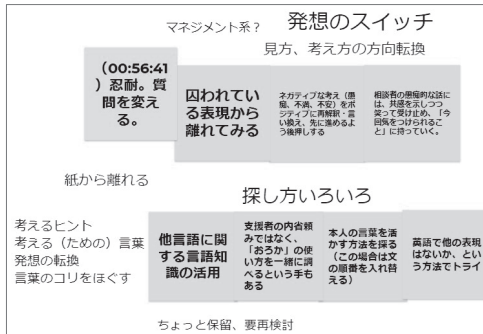 マネジメント系？
発想のスイッチ
見方、考え方の方向転換
（00:56:41
）忍耐。質
問を変え
る。
囚われてい
る表現から
離れてみる
ネガティブな考え（愚
痴、不満、不安）をポ
ジティブに再解釈・言
い換え、先に進めるよ
う後押しする
相談者の愚痴的な話に
は、共感を示しつつ
笑って受け止め、「今
回気をつけられるこ
と」に持っていく。
紙から離れる
探し方いろいろ
考えるヒント
考える（ための）言葉
発想の転換
言葉のコリをほぐす
他言語に関
する言語知
識の活用
支援者の内省頼
みではなく、
「おろか」の使
い方を一緒に調
べるという手も
ある
本人の言葉を活
かす方法を探る
（この場合は文
の順番を入れ替
える）
英語で他の表現
はないか、とい
う方法でトライ
ちょっと保留、要再検討